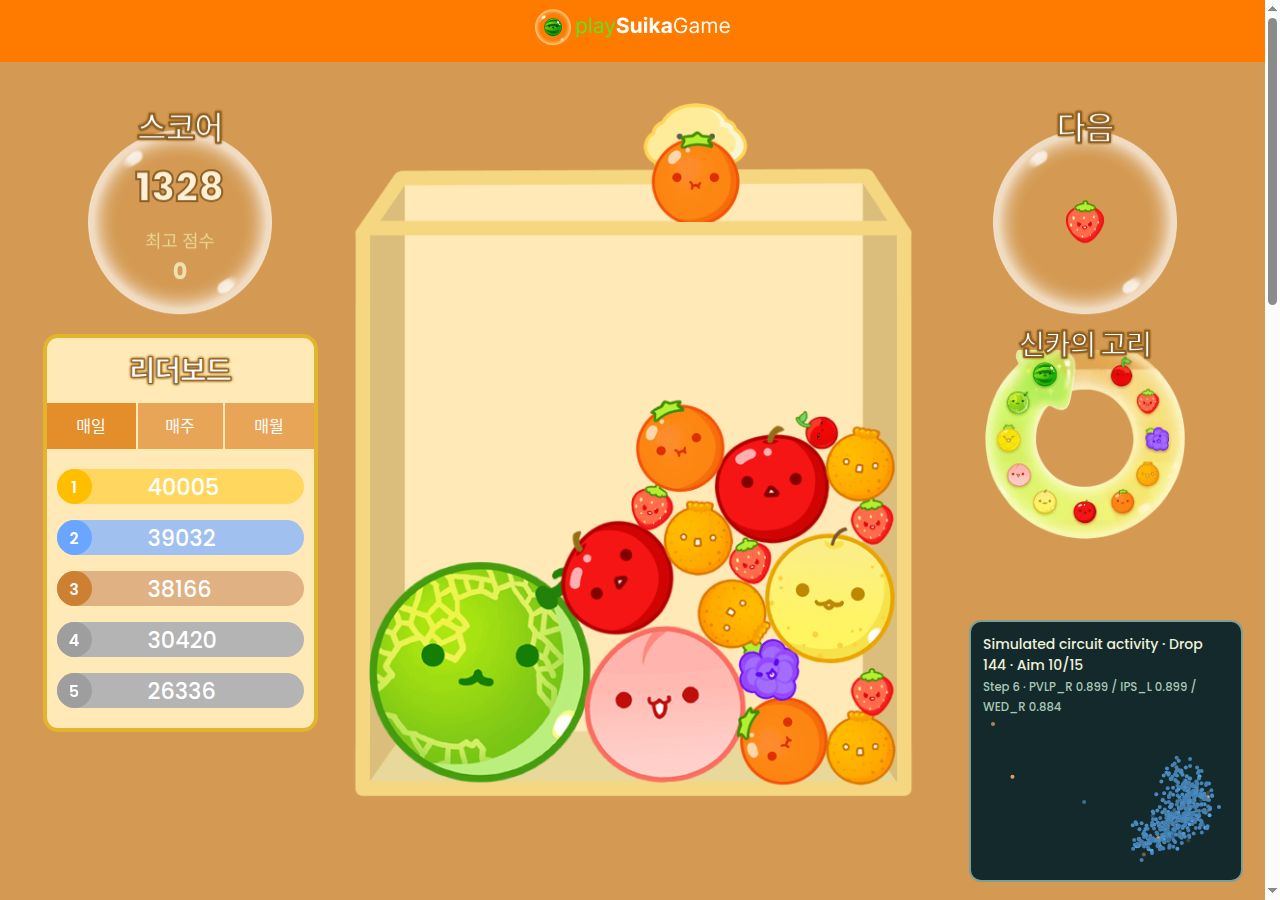 playSuikaGame
스코어
1328
최고 점수
0
다음
리더보드
매일 매주 매월
1 40005
2 39032
3 38166
4 30420
5 26336
신카의 고리
Simulated circuit activity · Drop
144 · Aim 10/15
Step 6 · PVLP_R 0.899 / IPS_L 0.899 /
WED_R 0.884